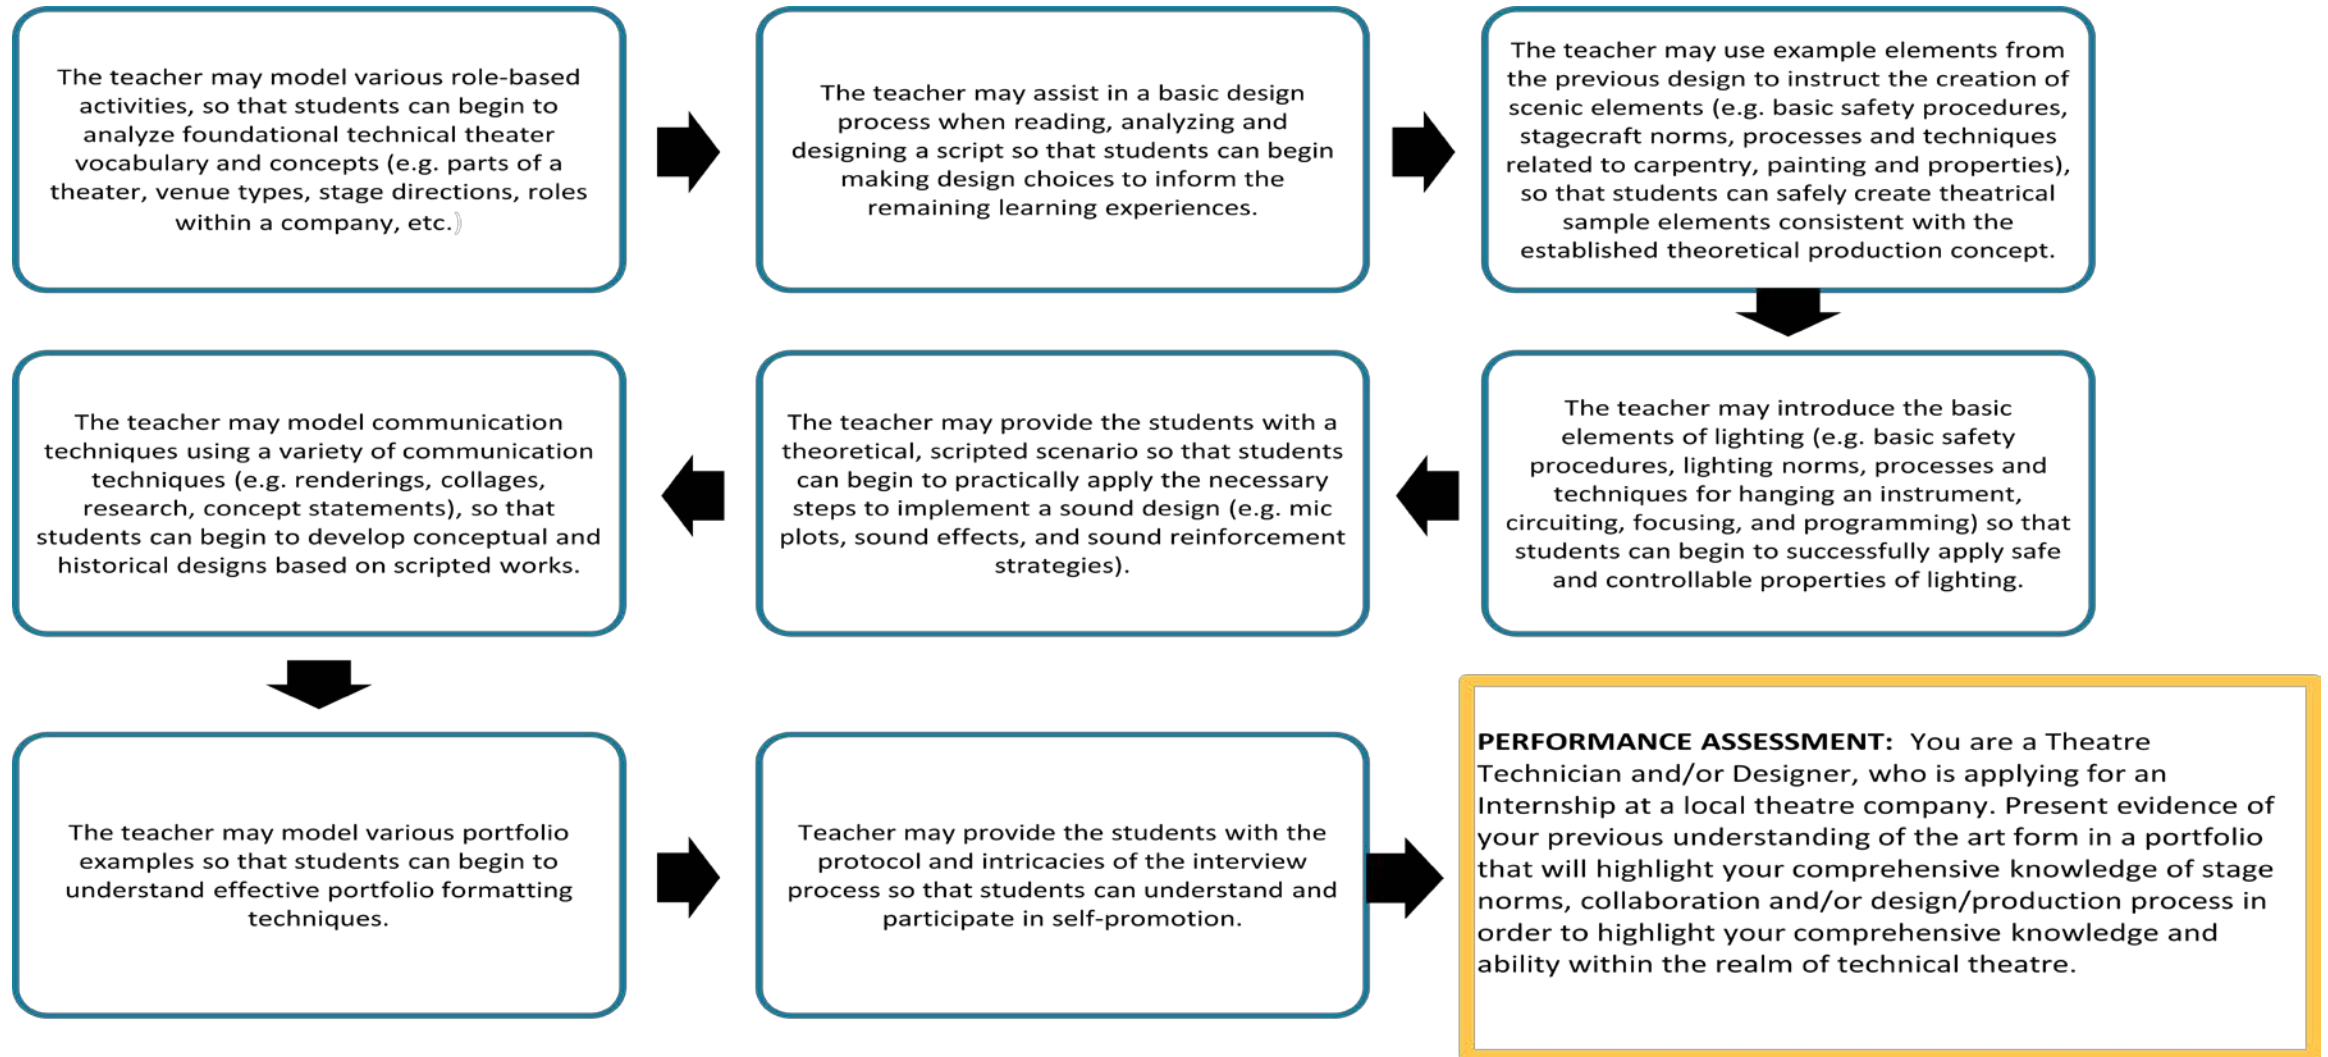 The teacher may model various role-based
activities, so that students can begin to
analyze foundational technical theater
vocabulary and concepts (e.g. parts of a
theater, venue types, stage directions, roles
within a company, etc.)
The teacher may assist in a basic design
process when reading, analyzing and
designing a script so that students can begin
making design choices to inform the
remaining learning experiences.
The teacher may use example elements from
the previous design to instruct the creation of
scenic elements (e.g. basic safety procedures,
stagecraft norms, processes and techniques
related to carpentry, painting and properties),
so that students can safely create theatrical
sample elements consistent with the
established theoretical production concept.
The teacher may introduce the basic
elements of lighting (e.g. basic safety
procedures, lighting norms, processes and
techniques for hanging an instrument,
circuiting, focusing, and programming) so that
students can begin to successfully apply safe
and controllable properties of lighting.
The teacher may provide the students with a
theoretical, scripted scenario so that students
can begin to practically apply the necessary
steps to implement a sound design (e.g. mic
plots, sound effects, and sound reinforcement
strategies).
The teacher may model communication
techniques using a variety of communication
techniques (e.g. renderings, collages,
research, concept statements), so that
students can begin to develop conceptual and
historical designs based on scripted works.
The teacher may model various portfolio
examples so that students can begin to
understand effective portfolio formatting
techniques.
Teacher may provide the students with the
protocol and intricacies of the interview
process so that students can understand and
participate in self-promotion.
PERFORMANCE ASSESSMENT: You are a Theatre
Technician and/or Designer, who is applying for an
Internship at a local theatre company. Present evidence of
your previous understanding of the art form in a portfolio
that will highlight your comprehensive knowledge of stage
norms, collaboration and/or design/production process in
order to highlight your comprehensive knowledge and
ability within the realm of technical theatre.